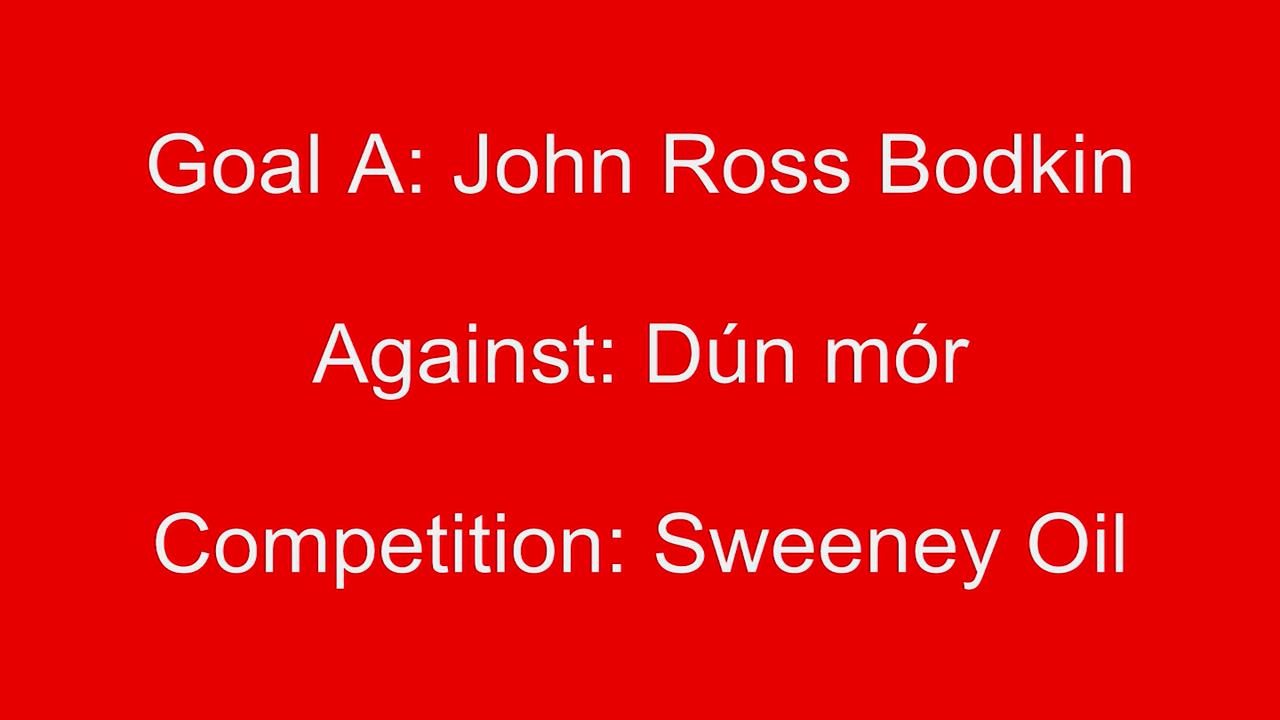 Goal A: John Ross Bodkin
Against: Dún mór
Competition: Sweeney Oil